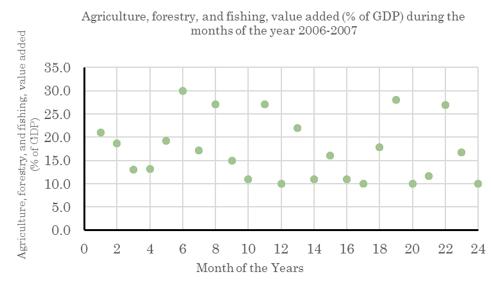 Agriculture, forestry, and fishing, value added (% of GDP) during the
months of the year 2006-2007
Agriculture, forestry, and fishing, value added
(% of GDP)
35.0
30.0
25.0
20.0
15.0
10.0
5.0
0.0
0 2 4 6 8 10 12 14 16 18 20 22 24
Month of the Years